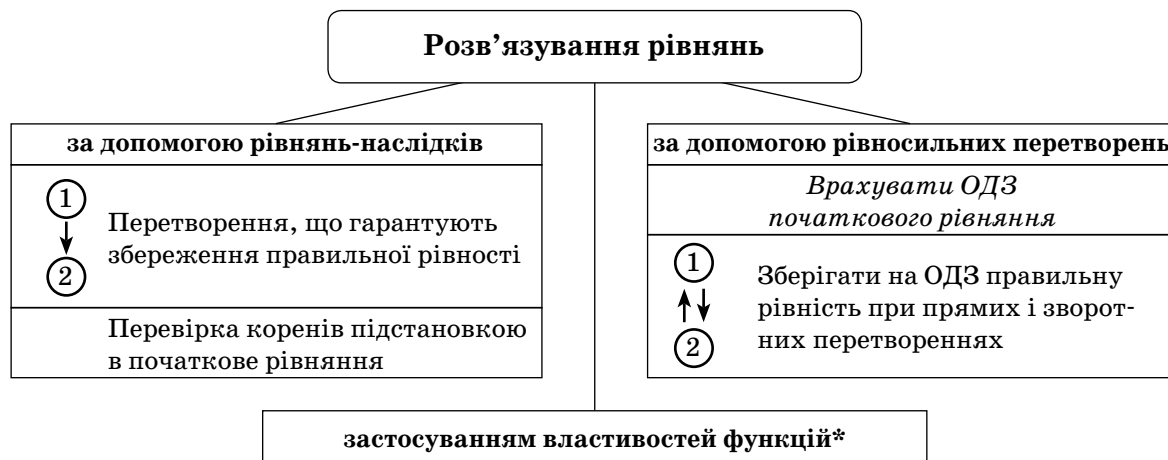 Розв’язування рівнянь
за допомогою рівнянь-наслідків
1
2
Перетворення, що гарантують
збереження правильної рівності
Перевірка коренів підстановкою
в початкове рівняння
за допомогою рівносильних перетворень
Врахувати ОДЗ
початкового рівняння
1
2
Зберігати на ОДЗ правильну
рівність при прямих і зворот-
них перетвореннях
застосуванням властивостей функцій*